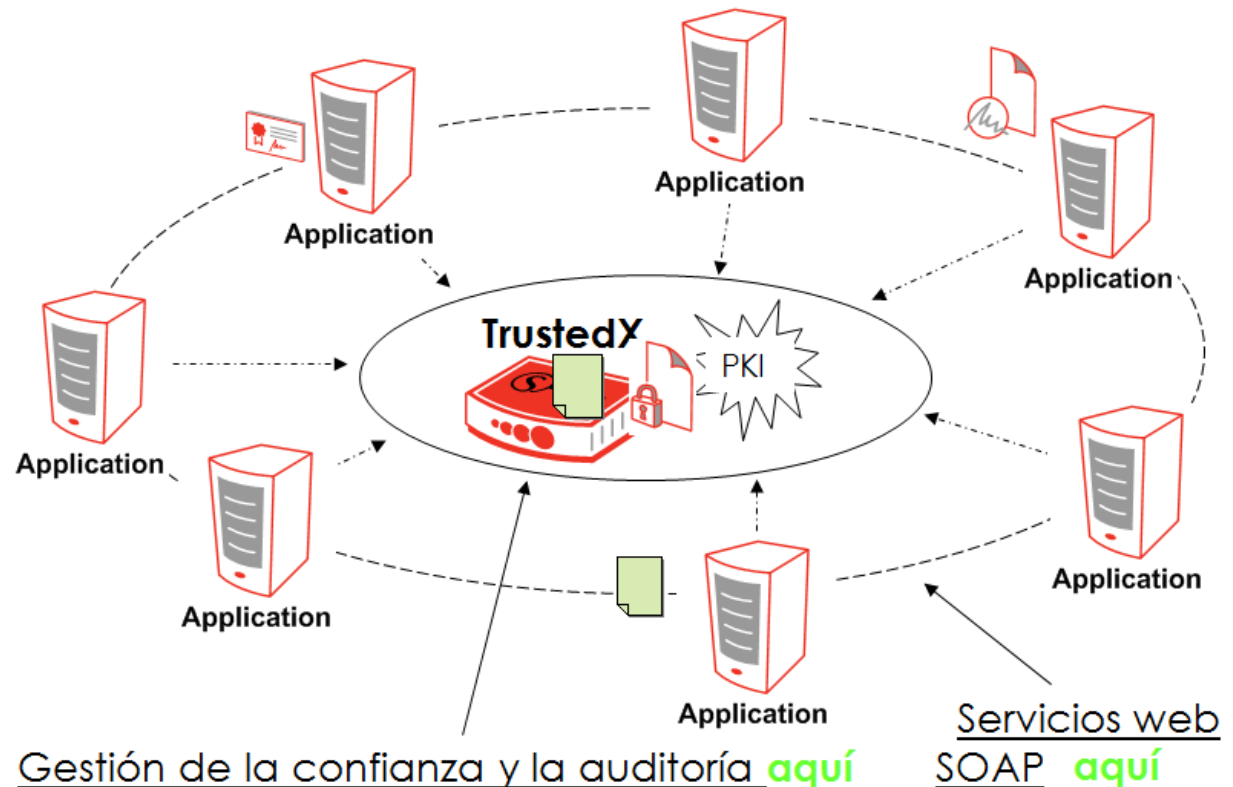 Application
Application
Application
Application
TrustedX
PKI
Application
Application
Application
Application
Servicios web
SOAP aquí
Gestión de la confianza y la auditoría aquí